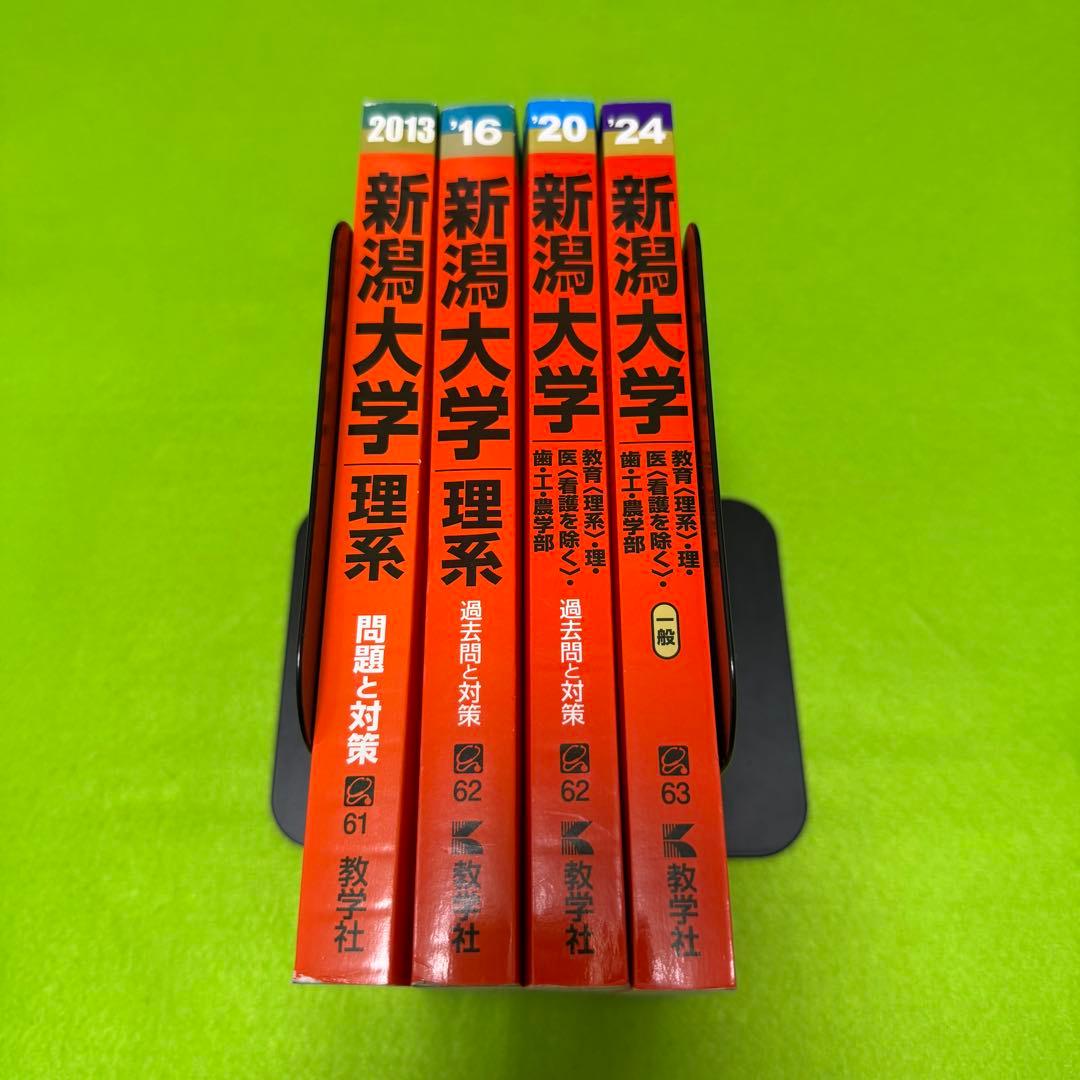 2013
新潟大学
理系
問題と対策
61
教学社
'16
新潟大学
理系
過去問と対策
62
教学社
'20
新潟大学
教育〈理系〉・理・
医〈看護を除く〉・
歯・工・農学部
過去問と対策
62
教学社
'24
新潟大学
教育〈理系〉・理・
医〈看護を除く〉・
歯・工・農学部
一般
63
教学社